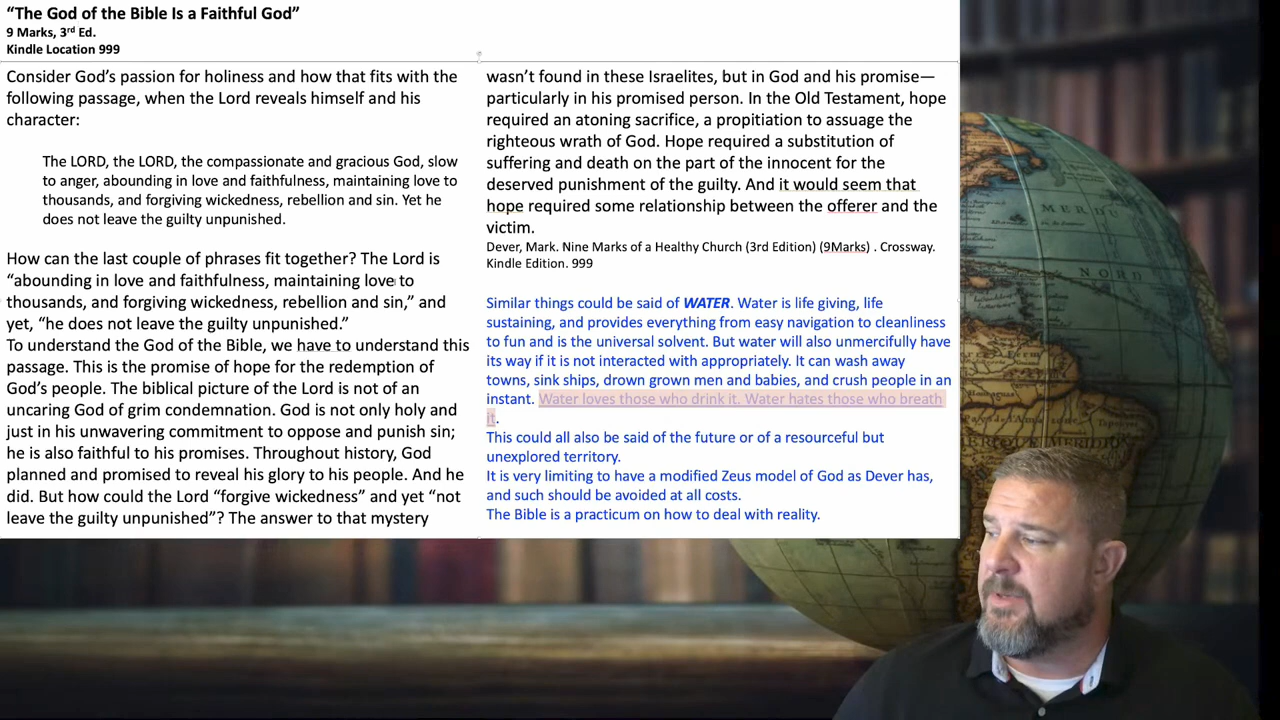 “The God of the Bible Is a Faithful God”
9 Marks, 3rd Ed.
Kindle Location 999
Consider God’s passion for holiness and how that fits with the
following passage, when the Lord reveals himself and his
character:
The LORD, the LORD, the compassionate and gracious God, slow
to anger, abounding in love and faithfulness, maintaining love to
thousands, and forgiving wickedness, rebellion and sin. Yet he
does not leave the guilty unpunished.
How can the last couple of phrases fit together? The Lord is
“abounding in love and faithfulness, maintaining love to
thousands, and forgiving wickedness, rebellion and sin,” and
yet, “he does not leave the guilty unpunished.”
To understand the God of the Bible, we have to understand this
passage. This is the promise of hope for the redemption of
God’s people. The biblical picture of the Lord is not of an
uncaring God of grim condemnation. God is not only holy and
just in his unwavering commitment to oppose and punish sin;
he is also faithful to his promises. Throughout history, God
planned and promised to reveal his glory to his people. And he
did. But how could the Lord “forgive wickedness” and yet “not
leave the guilty unpunished”? The answer to that mystery
wasn’t found in these Israelites, but in God and his promise—
particularly in his promised person. In the Old Testament, hope
required an atoning sacrifice, a propitiation to assuage the
righteous wrath of God. Hope required a substitution of
suffering and death on the part of the innocent for the
deserved punishment of the guilty. And it would seem that
hope required some relationship between the offerer and the
victim.
Dever, Mark. Nine Marks of a Healthy Church (3rd Edition) (9Marks) . Crossway.
Kindle Edition. 999
Similar things could be said of WATER. Water is life giving, life
sustaining, and provides everything from easy navigation to cleanliness
to fun and is the universal solvent. But water will also unmercifully have
its way if it is not interacted with appropriately. It can wash away
towns, sink ships, drown grown men and babies, and crush people in an
instant. Water loves those who drink it. Water hates those who breath
it.
This could all also be said of the future or of a resourceful but
unexplored territory.
It is very limiting to have a modified Zeus model of God as Dever has,
and such should be avoided at all costs.
The Bible is a practicum on how to deal with reality.
MERDU
NORD